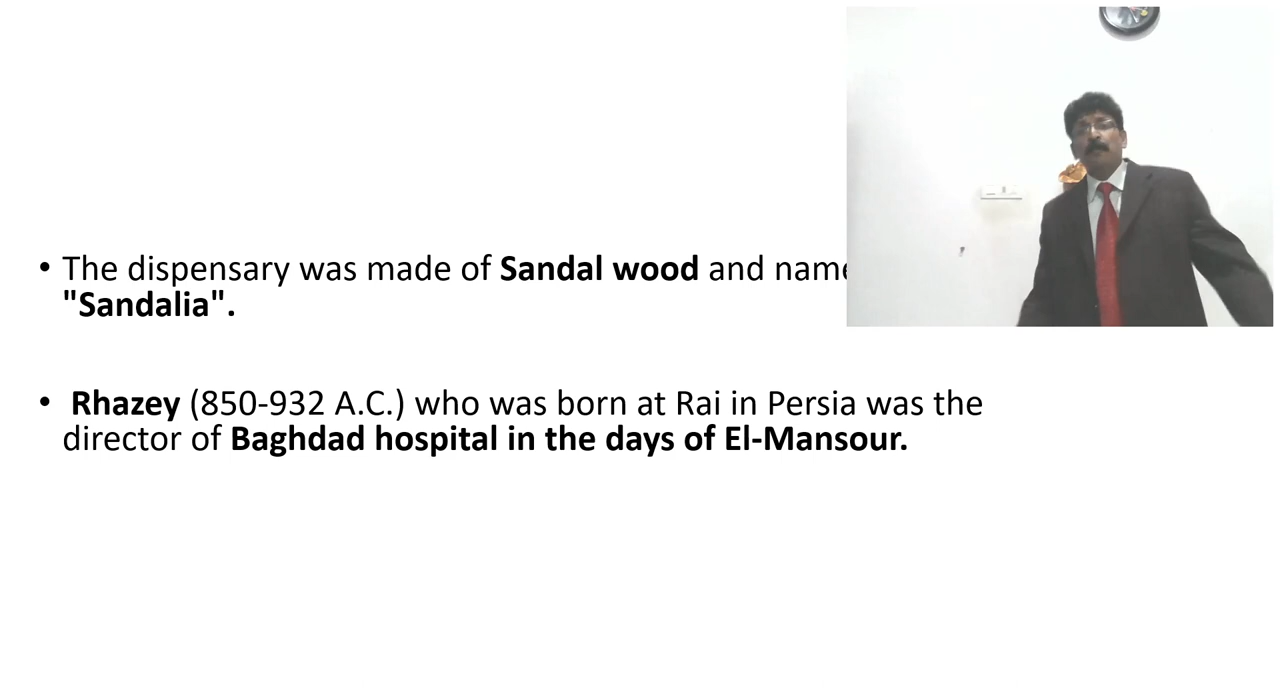 • The dispensary was made of Sandal wood and name
"Sandalia".
• Rhazey (850-932 A.C.) who was born at Rai in Persia was the
director of Baghdad hospital in the days of El-Mansour.